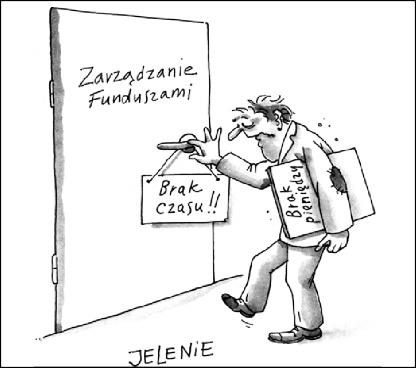 Zarządzanie
Funduszami
Brak
czasu!!
Brak
pieniędzy
JELENIE